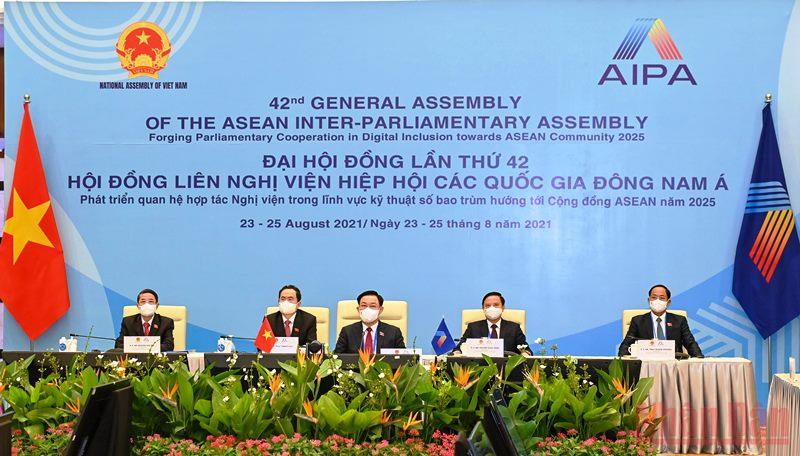 NATIONAL ASSEMBLY OF VIET NAM
AIPA
42nd GENERAL ASSEMBLY
OF THE ASEAN INTER-PARLIAMENTARY ASSEMBLY
Forging Parliamentary Cooperation in Digital Inclusion towards ASEAN Community 2025
ĐẠI HỘI ĐỒNG LẦN THỨ 42
HỘI ĐỒNG LIÊN NGHỊ VIỆN HIỆP HỘI CÁC QUỐC GIA ĐÔNG NAM Á
Phát triển quan hệ hợp tác Nghị viện trong lĩnh vực kỹ thuật số bao trùm hướng tới Cộng đồng ASEAN năm 2025
23 - 25 August 2021/ Ngày 23 - 25 tháng 8 năm 2021
Nhân Dân